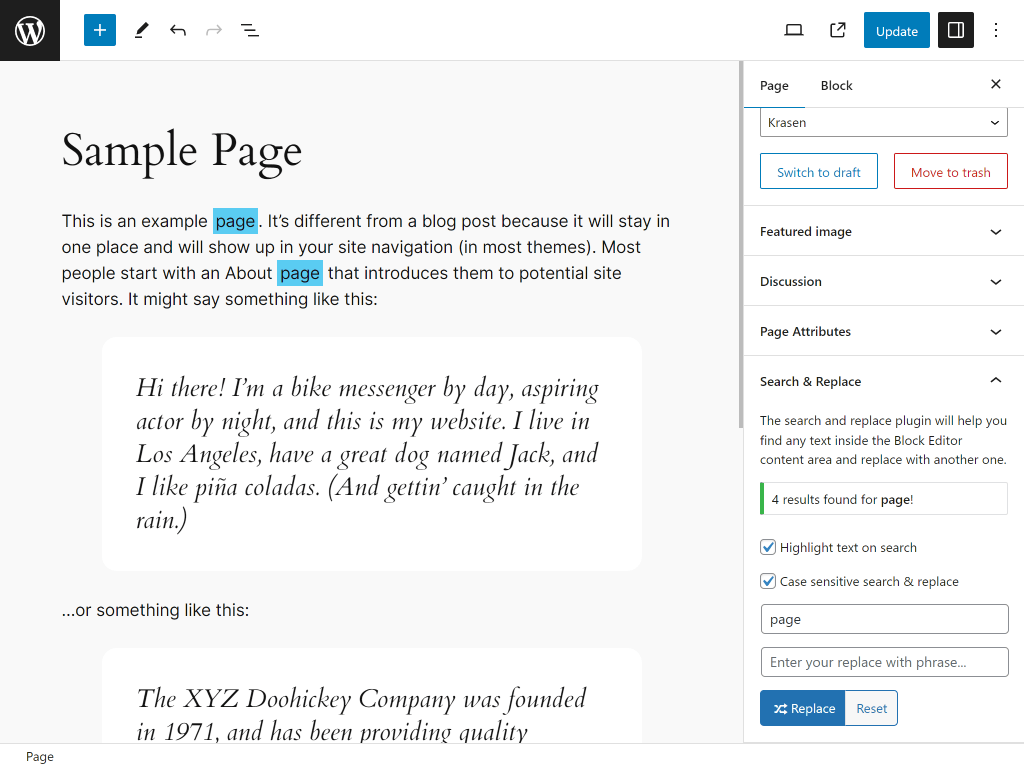 Update
Sample Page
This is an example page. It’s different from a blog post because it will stay in
one place and will show up in your site navigation (in most themes). Most
people start with an About page that introduces them to potential site
visitors. It might say something like this:
Hi there! I’m a bike messenger by day, aspiring
actor by night, and this is my website. I live in
Los Angeles, have a great dog named Jack, and
I like piña coladas. (And gettin’ caught in the
rain.)
…or something like this:
The XYZ Doohickey Company was founded
in 1971, and has been providing quality
Page
Block
Krasen
Switch to draft
Move to trash
Featured image
Discussion
Page Attributes
Search & Replace
The search and replace plugin will help you
find any text inside the Block Editor
content area and replace with another one.
4 results found for page!
Highlight text on search
Case sensitive search & replace
page
Enter your replace with phrase...
Replace
Reset
Page